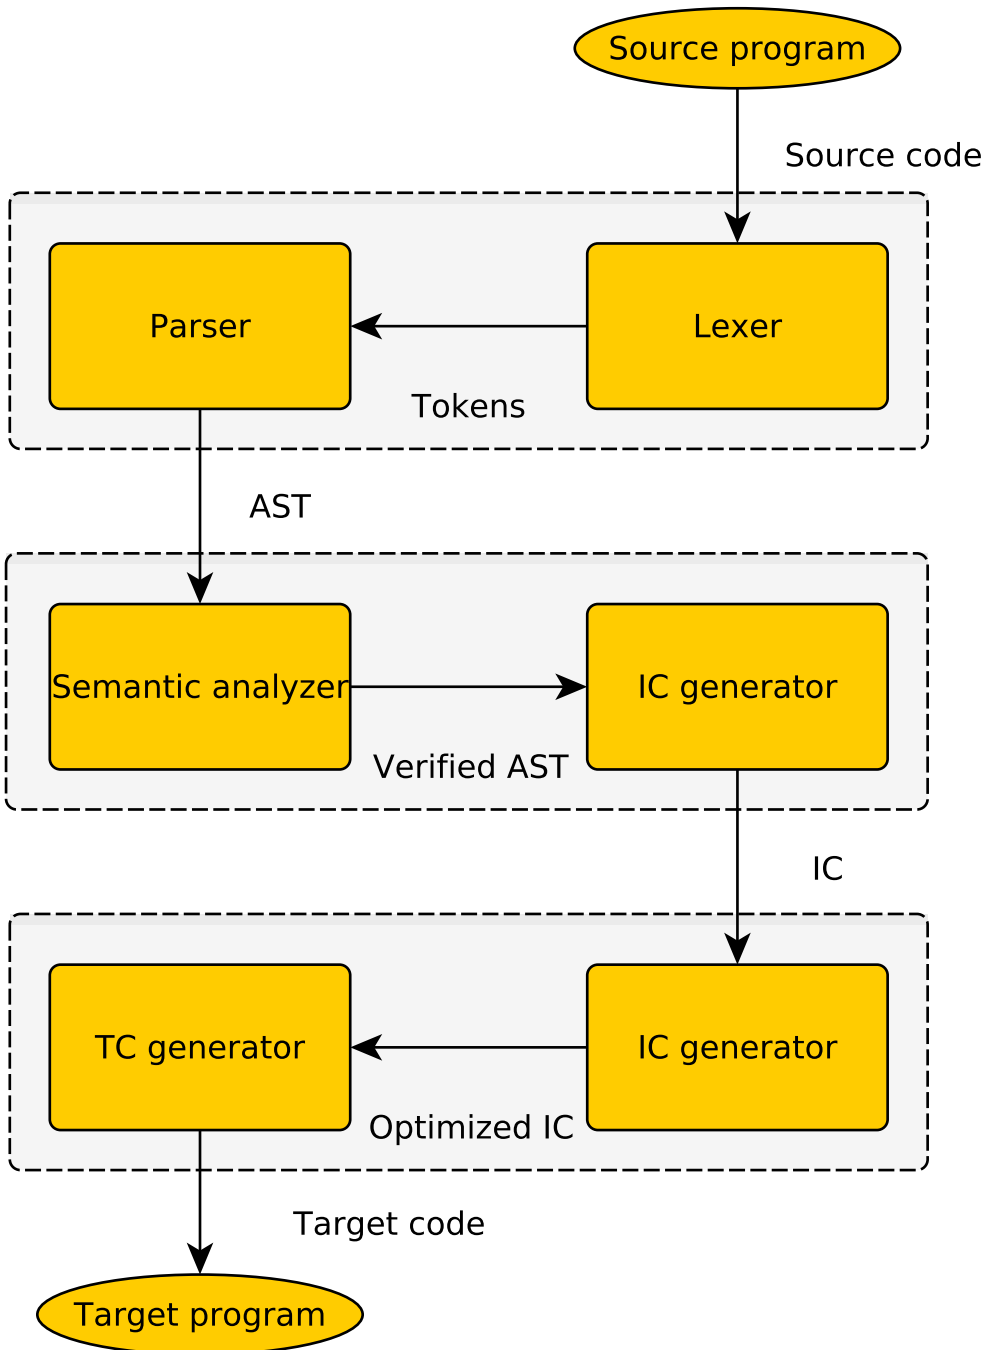 Source program
Source code
Parser
Lexer
Tokens
AST
Semantic analyzer
IC generator
Verified AST
IC
TC generator
IC generator
Optimized IC
Target code
Target program